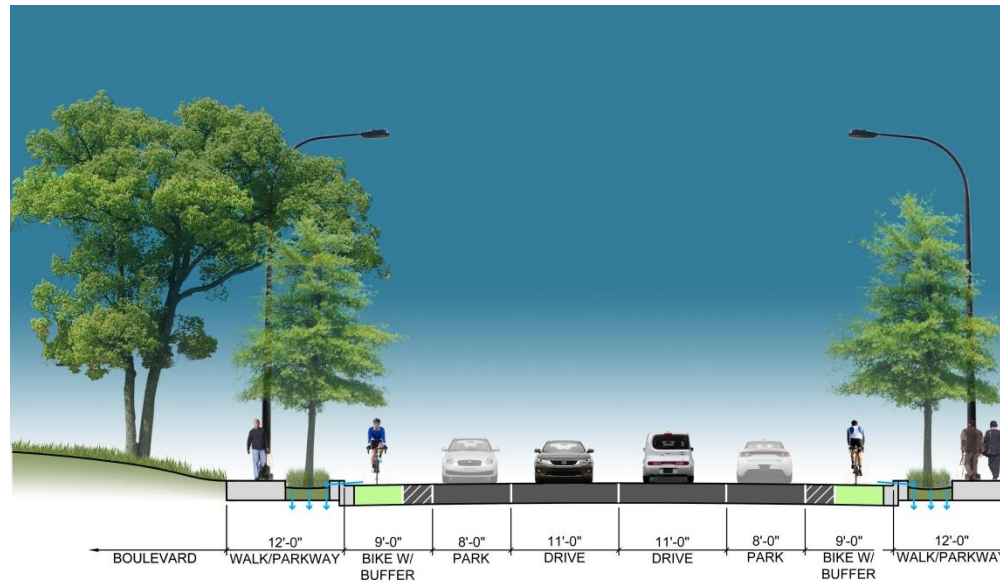 12'-0" 9'-0" 8'-0" 11'-0" 11'-0" 8'-0" 9'-0" 12'-0"
BOULEVARD WALK/PARKWAY BIKE W/ PARK DRIVE DRIVE PARK BIKE W/ WALK/PARKWAY
BUFFER BUFFER